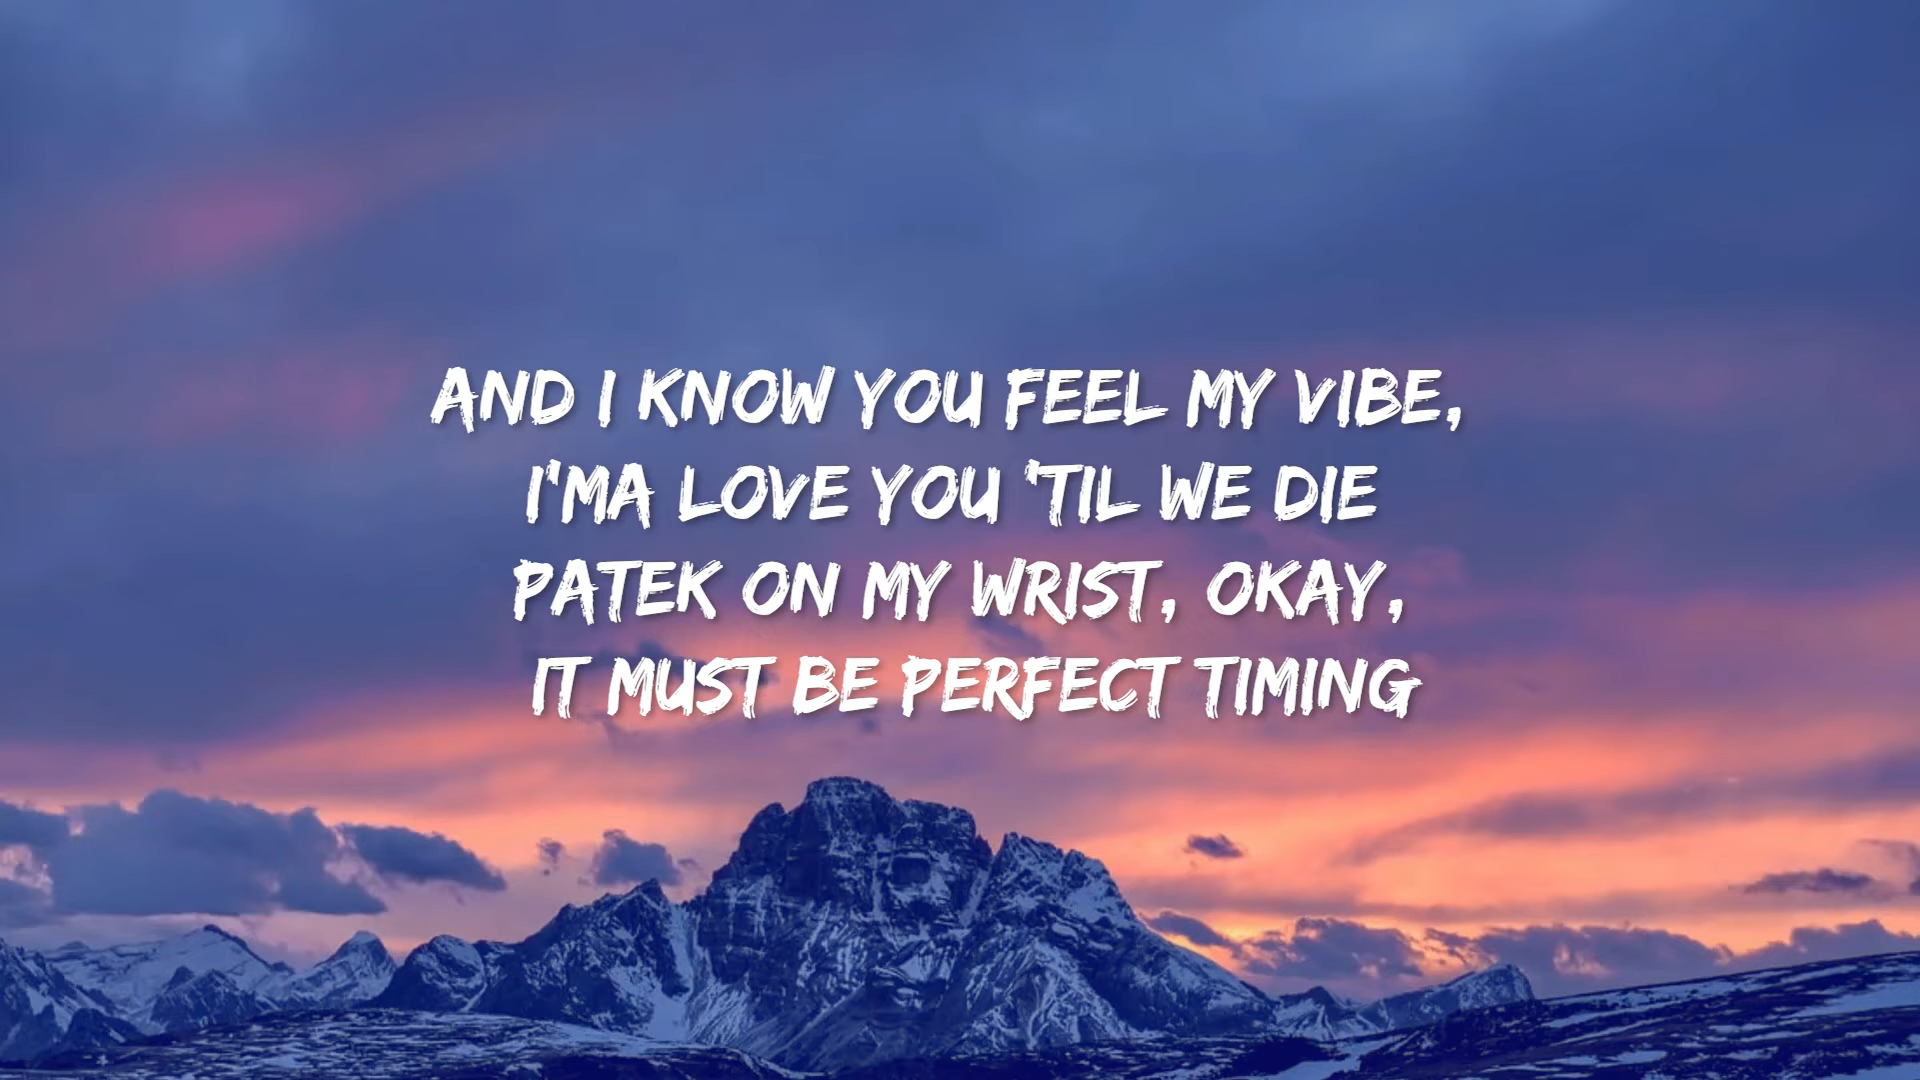 AND I KNOW YOU FEEL MY VIBE,
I'MA LOVE YOU 'TIL WE DIE
PATEK ON MY WRIST, OKAY,
IT MUST BE PERFECT TIMING